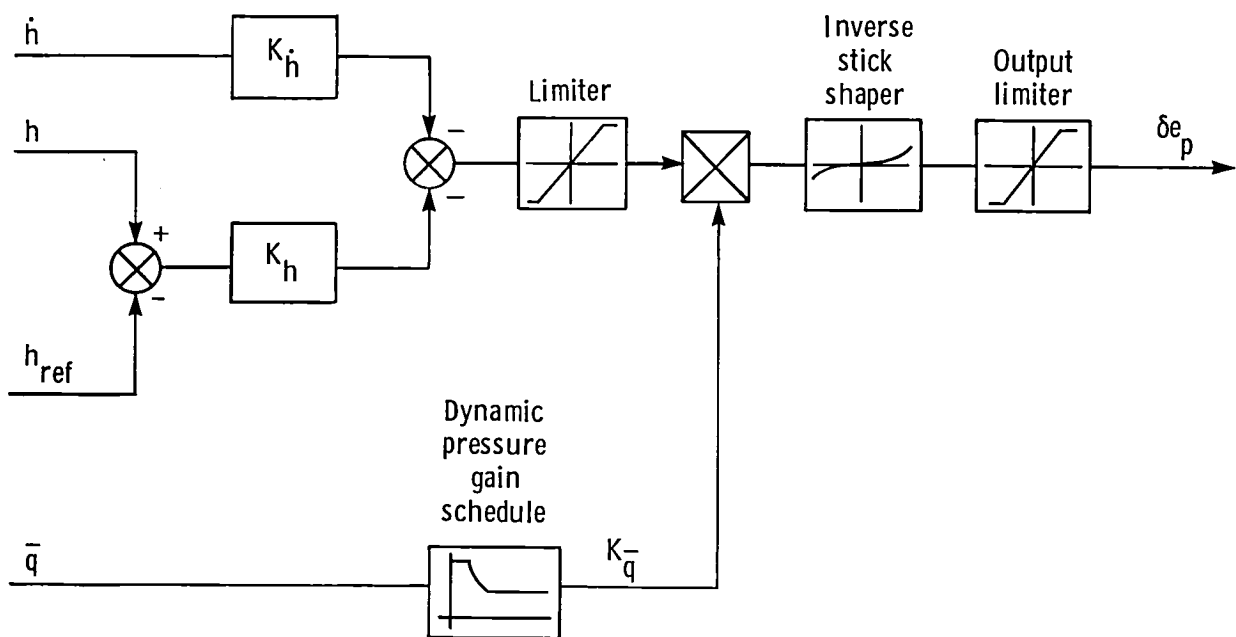 ḣ
K_ḣ
Inverse
stick
shaper
Output
limiter
Limiter
h
−
−
δe_p
+
−
K_h
h_ref
Dynamic
pressure
gain
schedule
q̄
K_q̄